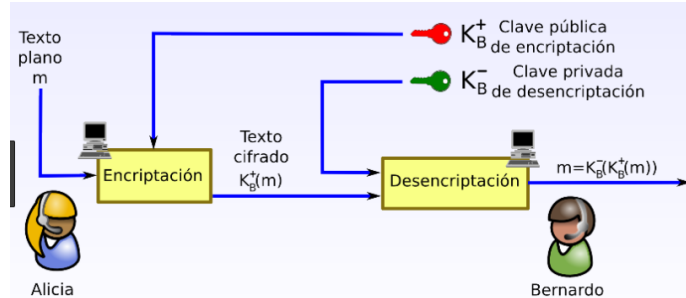 Texto
plano
m
K_B^+ Clave pública
de encriptación
K_B^- Clave privada
de desencriptación
Texto
cifrado
K_B^+(m)
Encriptación
Desencriptación
m=K_B^-(K_B^+(m))
Alicia
Bernardo